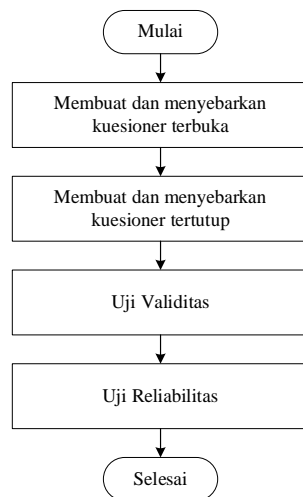 Mulai
Membuat dan menyebarkan
kuesioner terbuka
Membuat dan menyebarkan
kuesioner tertutup
Uji Validitas
Uji Reliabilitas
Selesai